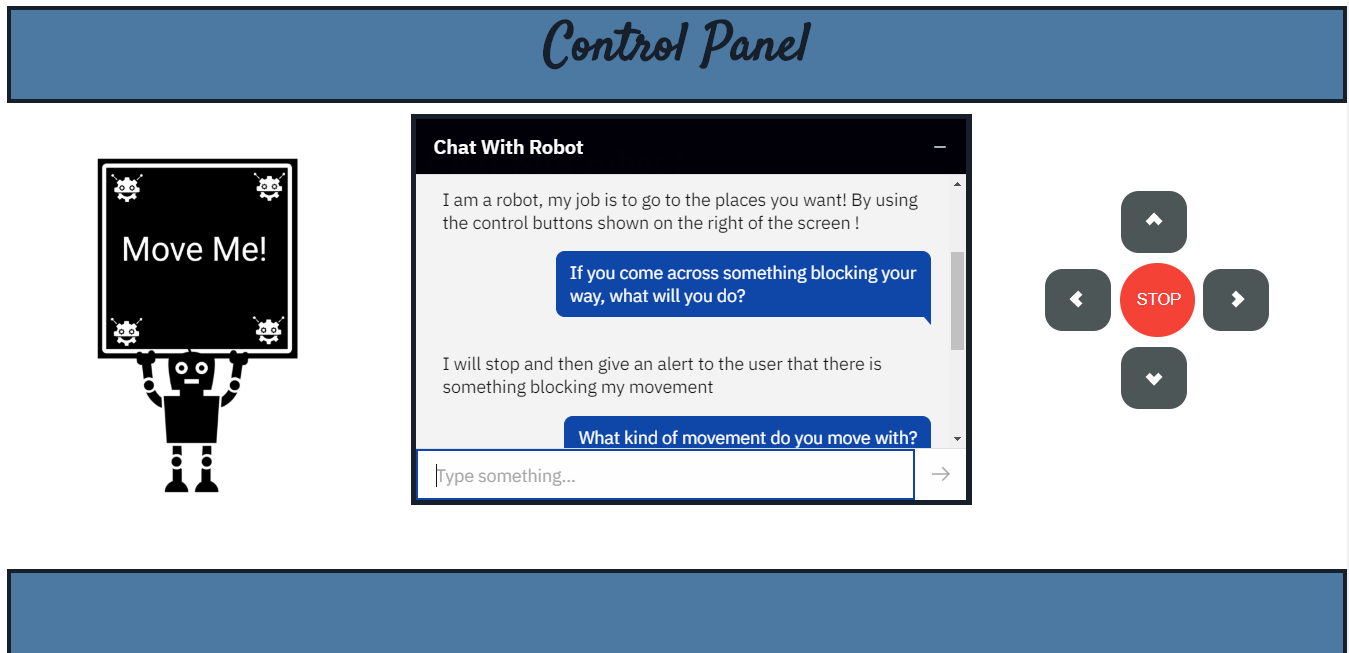 Control Panel
Move Me!
Chat With Robot
I am a robot, my job is to go to the places you want! By using
the control buttons shown on the right of the screen !
If you come across something blocking your
way, what will you do?
I will stop and then give an alert to the user that there is
something blocking my movement
What kind of movement do you move with?
Type something...
STOP